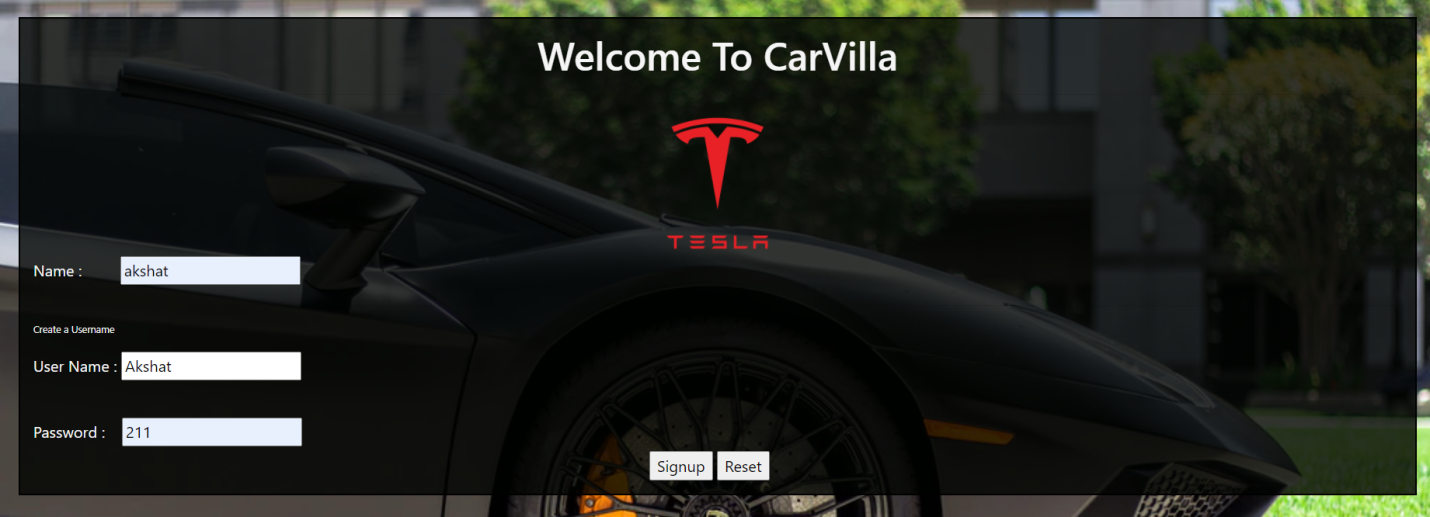 Welcome To CarVilla
TESLA
Name : akshat
Create a Username
User Name : Akshat
Password : 211
Signup Reset